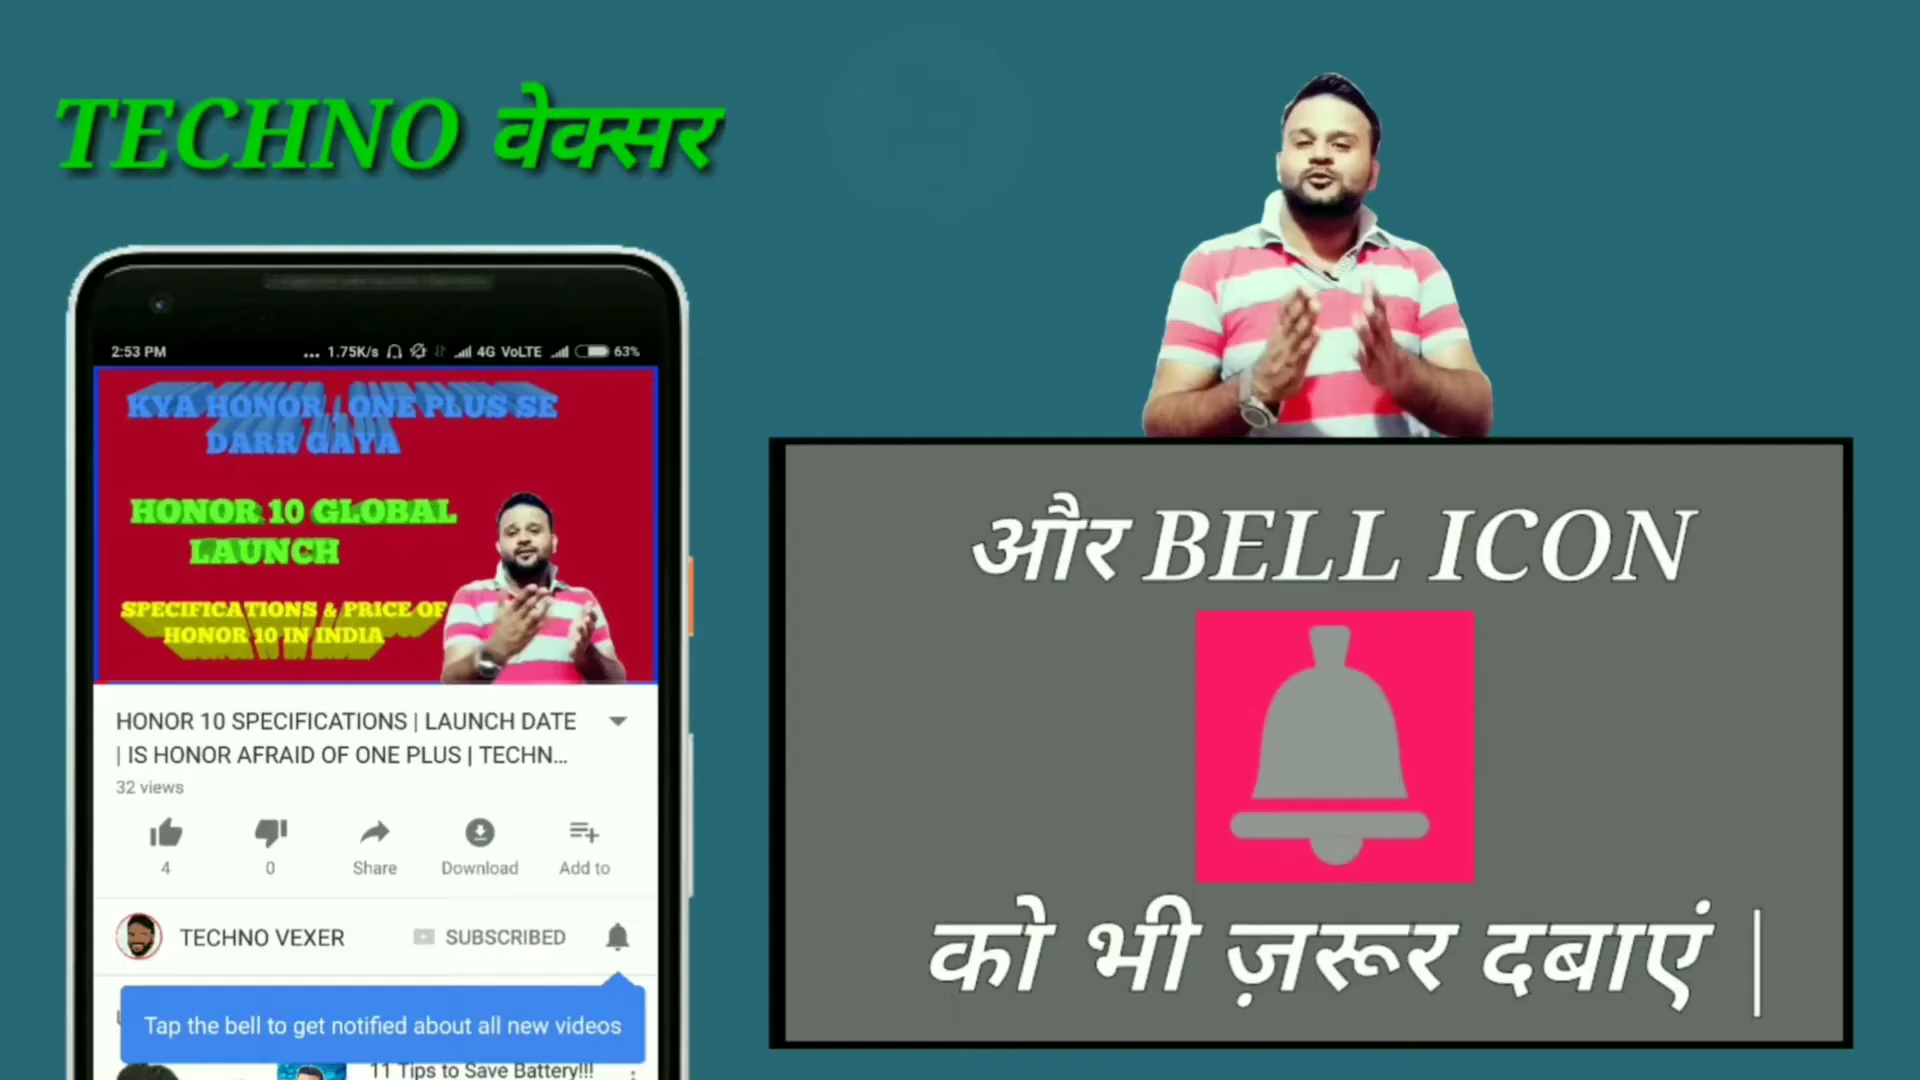 TECHNO वेक्सर
2:53 PM ... 1.75K/s 4G VoLTE 63%
KYA HONOR , ONE PLUS SE
DARR GAYA
HONOR 10 GLOBAL
LAUNCH
SPECIFICATIONS & PRICE OF
HONOR 10 IN INDIA
HONOR 10 SPECIFICATIONS | LAUNCH DATE
| IS HONOR AFRAID OF ONE PLUS | TECHN...
32 views
4 0 Share Download Add to
TECHNO VEXER SUBSCRIBED
Tap the bell to get notified about all new videos
11 Tips to Save Battery!!!
और BELL ICON
को भी ज़रूर दबाएं |